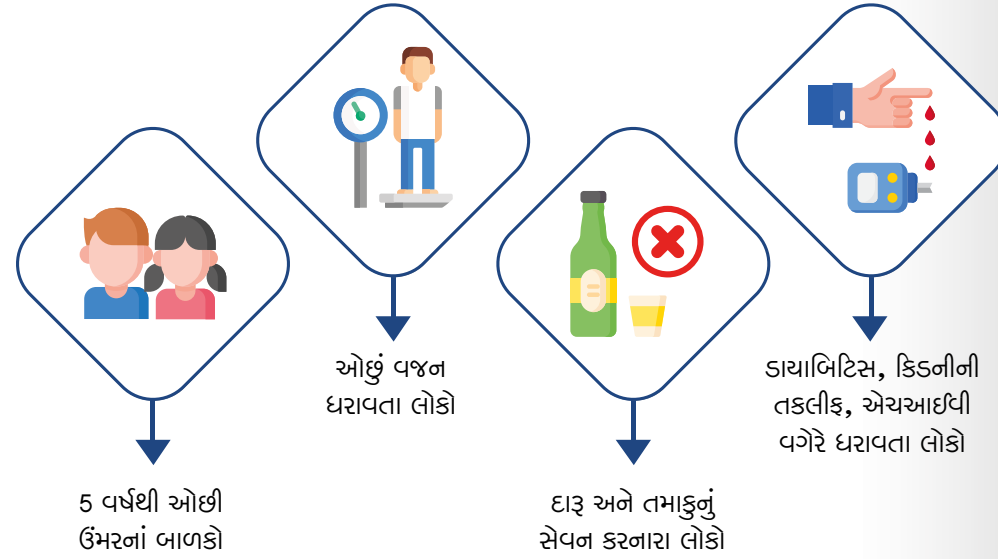 5 વર્ષથી ઓછી
ઉંમરનાં બાળકો
ઓછું વજન
ધરાવતા લોકો
દારૂ અને તમાકુનું
સેવન કરનારા લોકો
ડાયાબિટિસ, કિડનીની
તકલીફ, એચઆઈવી
વગેરે ધરાવતા લોકો